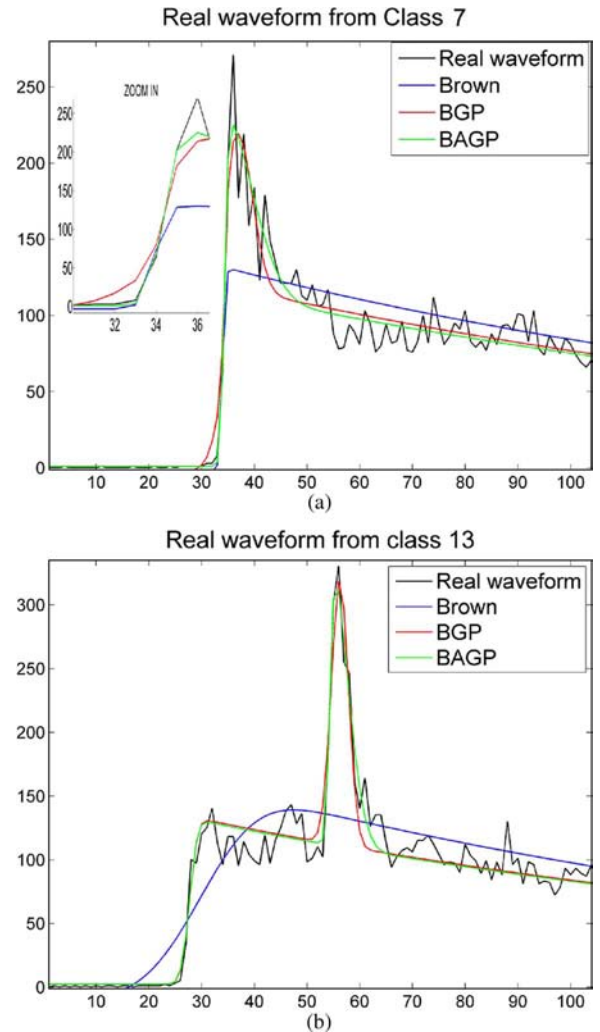 Real waveform from Class 7
250
200
150
100
50
0
ZOOM IN
250
200
150
100
50
0
32 34 36
Real waveform
Brown
BGP
BAGP
10 20 30 40 50 60 70 80 90 100
(a)
Real waveform from class 13
300
250
200
150
100
50
0
Real waveform
Brown
BGP
BAGP
10 20 30 40 50 60 70 80 90 100
(b)